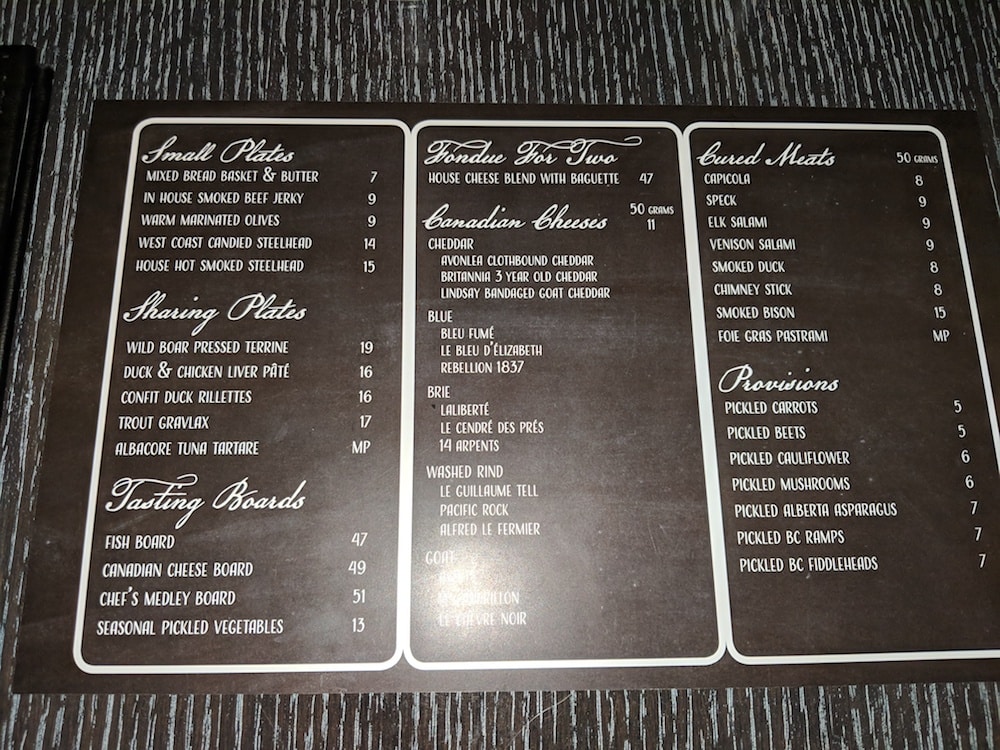 Small Plates
MIXED BREAD BASKET & BUTTER 7
IN HOUSE SMOKED BEEF JERKY 9
WARM MARINATED OLIVES 9
WEST COAST CANDIED STEELHEAD 14
HOUSE HOT SMOKED STEELHEAD 15
Sharing Plates
WILD BOAR PRESSED TERRINE 19
DUCK & CHICKEN LIVER PÂTÉ 16
CONFIT DUCK RILLETTES 16
TROUT GRAVLAX 17
ALBACORE TUNA TARTARE MP
Tasting Boards
FISH BOARD 47
CANADIAN CHEESE BOARD 49
CHEF'S MEDLEY BOARD 51
SEASONAL PICKLED VEGETABLES 13
Fondue For Two
HOUSE CHEESE BLEND WITH BAGUETTE 47
50 GRAMS
Canadian Cheeses 11
CHEDDAR
AVONLEA CLOTHBOUND CHEDDAR
BRITANNIA 3 YEAR OLD CHEDDAR
LINDSAY BANDAGED GOAT CHEDDAR
BLUE
BLEU FUMÉ
LE BLEU D'ÉLIZABETH
REBELLION 1837
BRIE
LALIBERTÉ
LE CENDRÉ DES PRÉS
14 ARPENTS
WASHED RIND
LE GUILLAUME TELL
PACIFIC ROCK
ALFRED LE FERMIER
GOAT
LE CHEVRE NOIR
Cured Meats 50 GRAMS
CAPICOLA 8
SPECK 9
ELK SALAMI 9
VENISON SALAMI 9
SMOKED DUCK 8
CHIMNEY STICK 8
SMOKED BISON 15
FOIE GRAS PASTRAMI MP
Provisions
PICKLED CARROTS 5
PICKLED BEETS 5
PICKLED CAULIFLOWER 6
PICKLED MUSHROOMS 6
PICKLED ALBERTA ASPARAGUS 7
PICKLED BC RAMPS 7
PICKLED BC FIDDLEHEADS 7